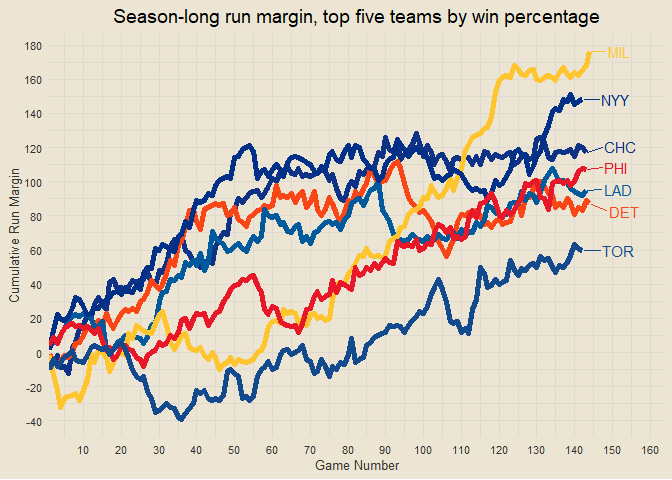 Season-long run margin, top five teams by win percentage
Cumulative Run Margin
180
160
140
120
100
80
60
40
20
0
-20
-40
MIL
NYY
CHC
PHI
LAD
DET
TOR
10 20 30 40 50 60 70 80 90 100 110 120 130 140 150 160
Game Number